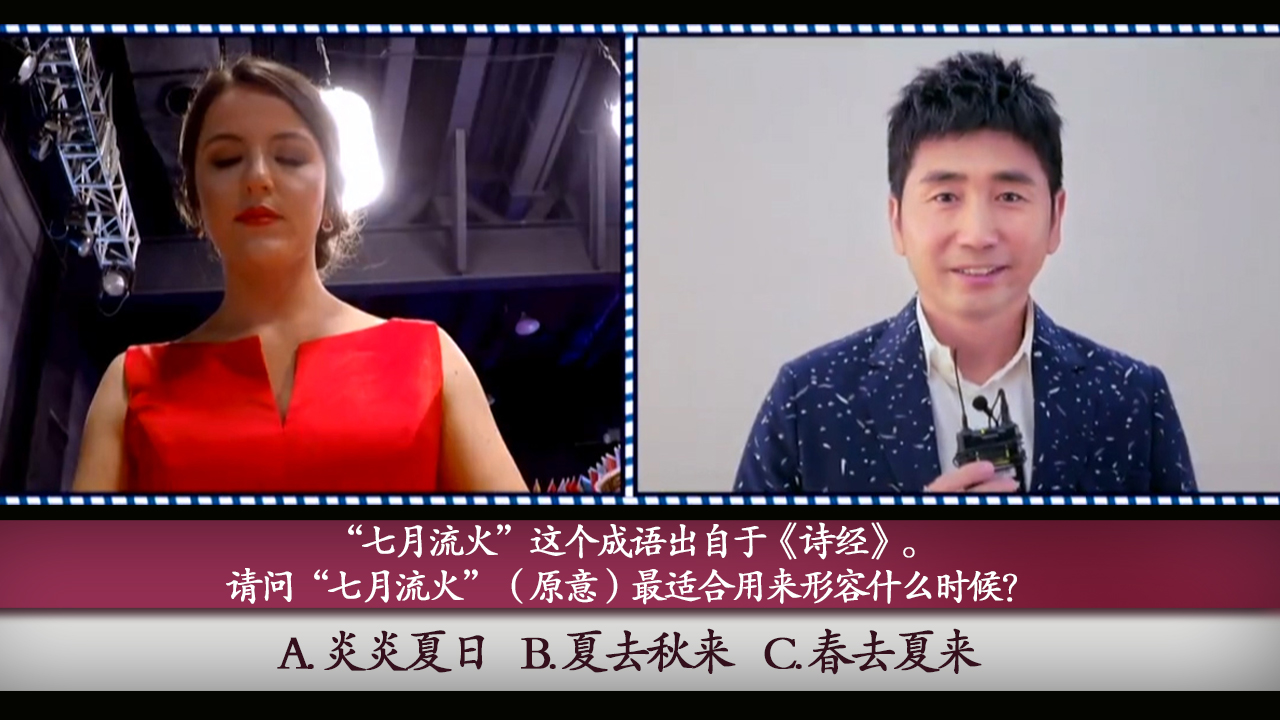 “七月流火”这个成语出自于《诗经》。
请问“七月流火”（原意）最适合用来形容什么时候？
A. 炎炎夏日 B. 夏去秋来 C. 春去夏来